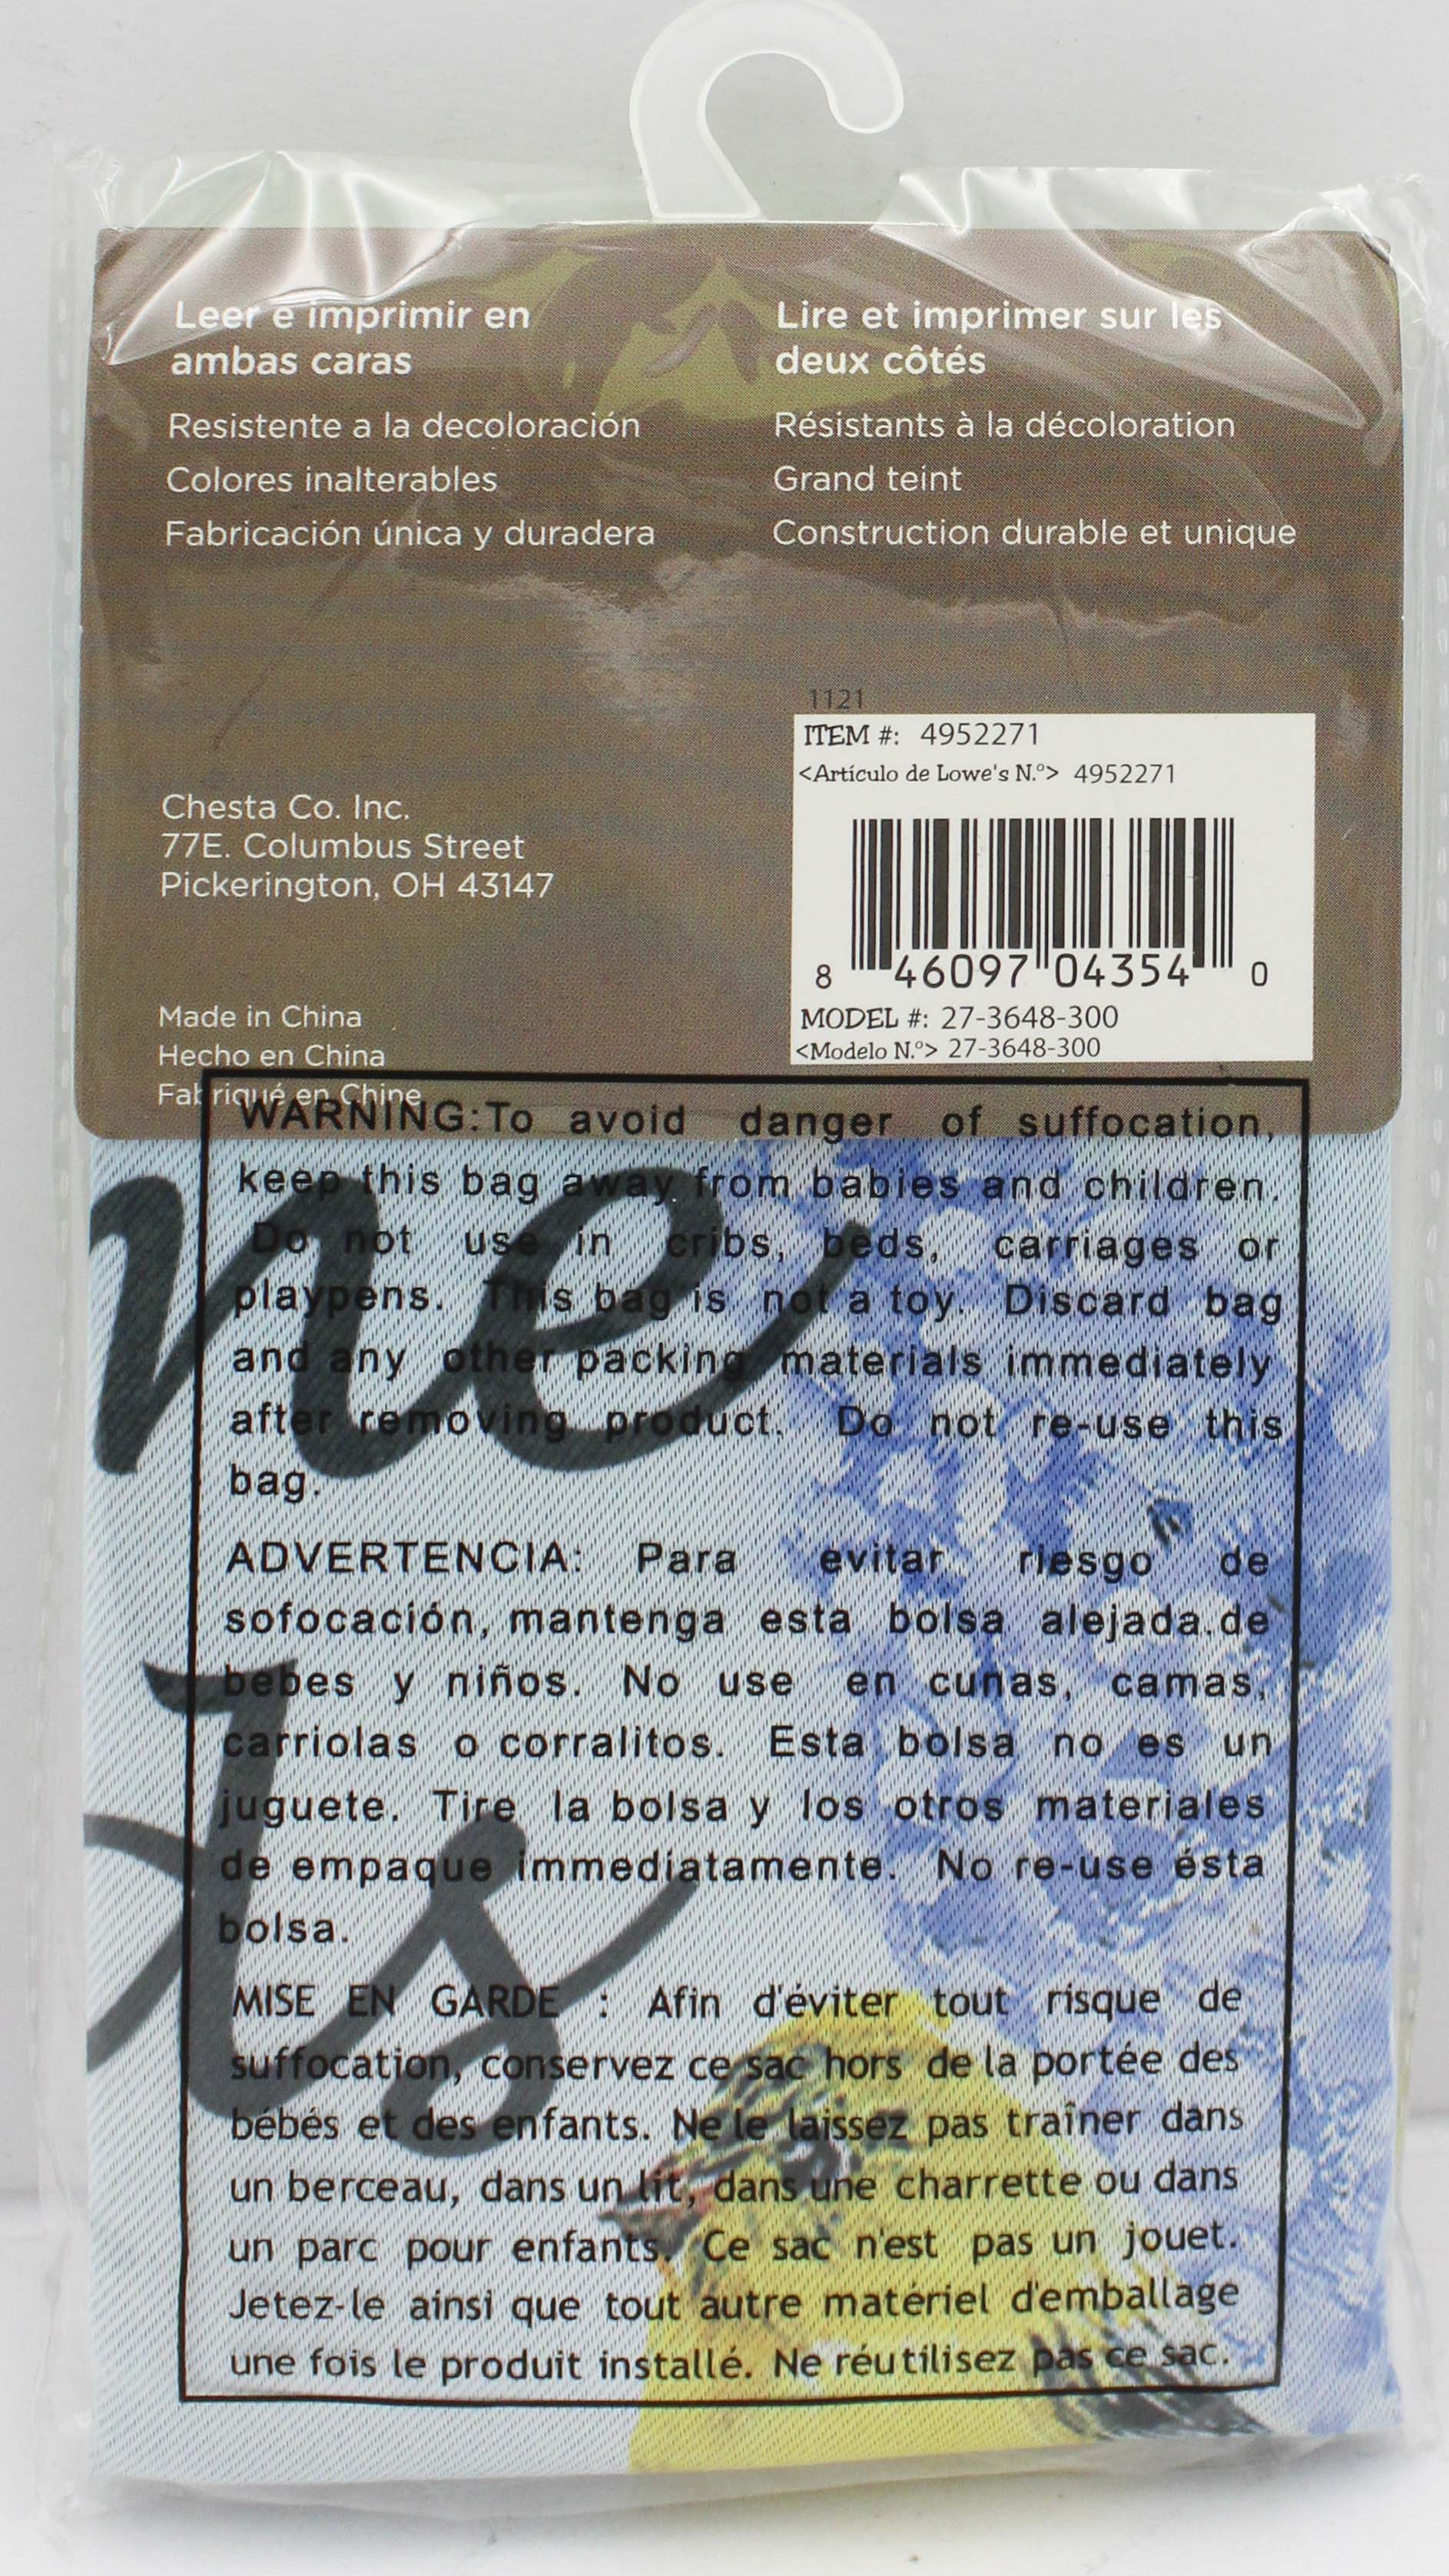 Leer e imprimir en
ambas caras
Resistente a la decoloración
Colores inalterables
Fabricación única y duradera
Lire et imprimer sur les
deux côtés
Résistants à la décoloration
Grand teint
Construction durable et unique
1121
ITEM #: 4952271
<Artículo de Lowe's N.º> 4952271
8 46097 04354 0
MODEL #: 27-3648-300
<Modelo N.º> 27-3648-300
Chesta Co. Inc.
77E. Columbus Street
Pickerington, OH 43147
Made in China
Hecho en China
Fabriqué en Chine
WARNING:To avoid danger of suffocation,
keep this bag away from babies and children.
Do not use in cribs, beds, carriages or
playpens. This bag is not a toy. Discard bag
and any other packing materials immediately
after removing product. Do not re-use this
bag.
ADVERTENCIA: Para evitar riesgo de
sofocación, mantenga esta bolsa alejada.de
bebes y niños. No use en cunas, camas,
carriolas o corralitos. Esta bolsa no es un
juguete. Tire la bolsa y los otros materiales
de empaque immediatamente. No re-use ésta
bolsa.
MISE EN GARDE : Afin d'éviter tout risque de
suffocation, conservez ce sac hors de la portée des
bébés et des enfants. Ne le laissez pas traîner dans
un berceau, dans un lit, dans une charrette ou dans
un parc pour enfants. Ce sac n'est pas un jouet.
Jetez-le ainsi que tout autre matériel d'emballage
une fois le produit installé. Ne réutilisez pas ce sac.
me
ds